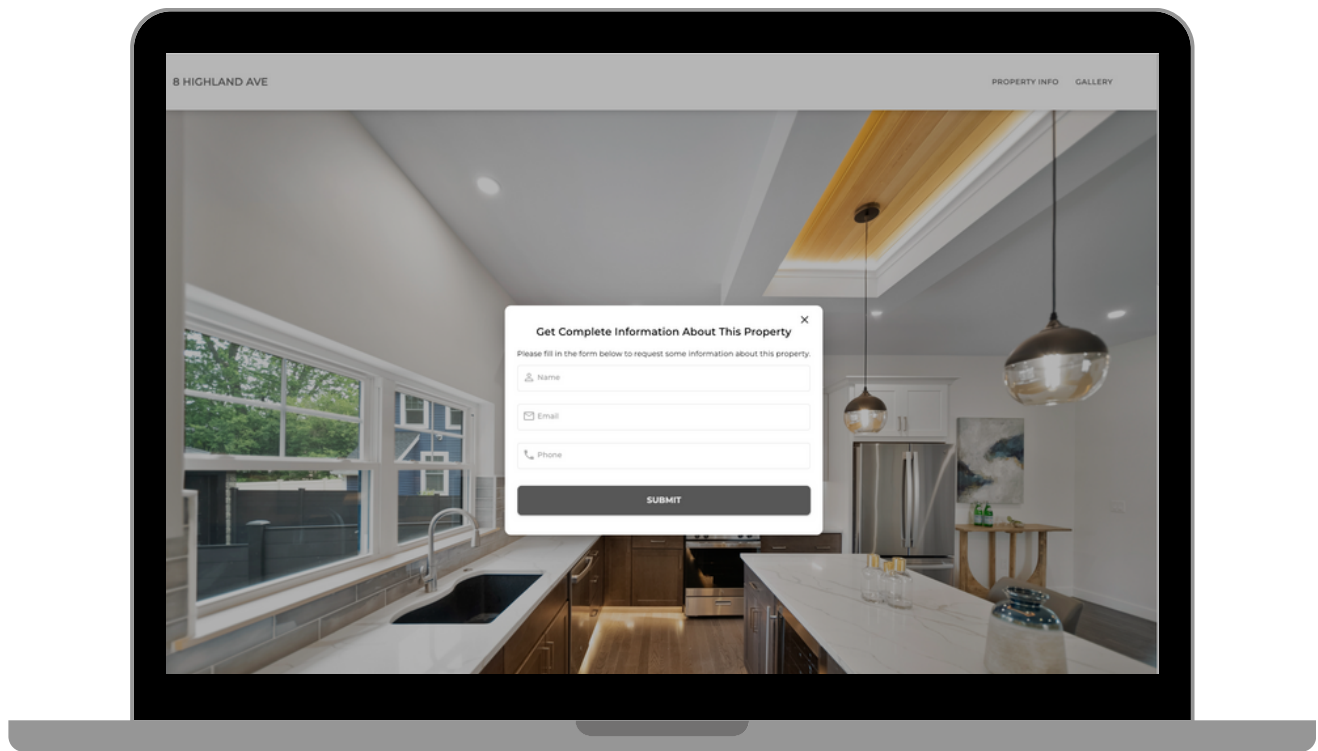 8 HIGHLAND AVE
PROPERTY INFO GALLERY
Get Complete Information About This Property
Please fill in the form below to request some information about this property.
Name
Email
Phone
SUBMIT